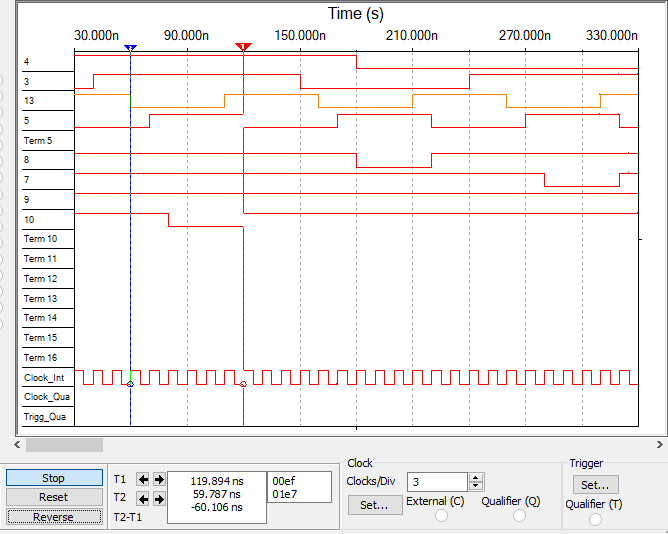 Time (s)
30.000n 90.000n 150.000n 210.000n 270.000n 330.000n
2 1
4
3
13
5
Term 5
8
7
9
10
Term 10
Term 11
Term 12
Term 13
Term 14
Term 15
Term 16
Clock_Int
Clock_Qua
Trigg_Qua
Stop
Reset
Reverse
T1
T2
T2-T1
119.894 ns
59.787 ns
-60.106 ns
00ef
01e7
Clock
Clocks/Div 3
Set...
External (C)
Qualifier (Q)
Trigger
Set...
Qualifier (T)